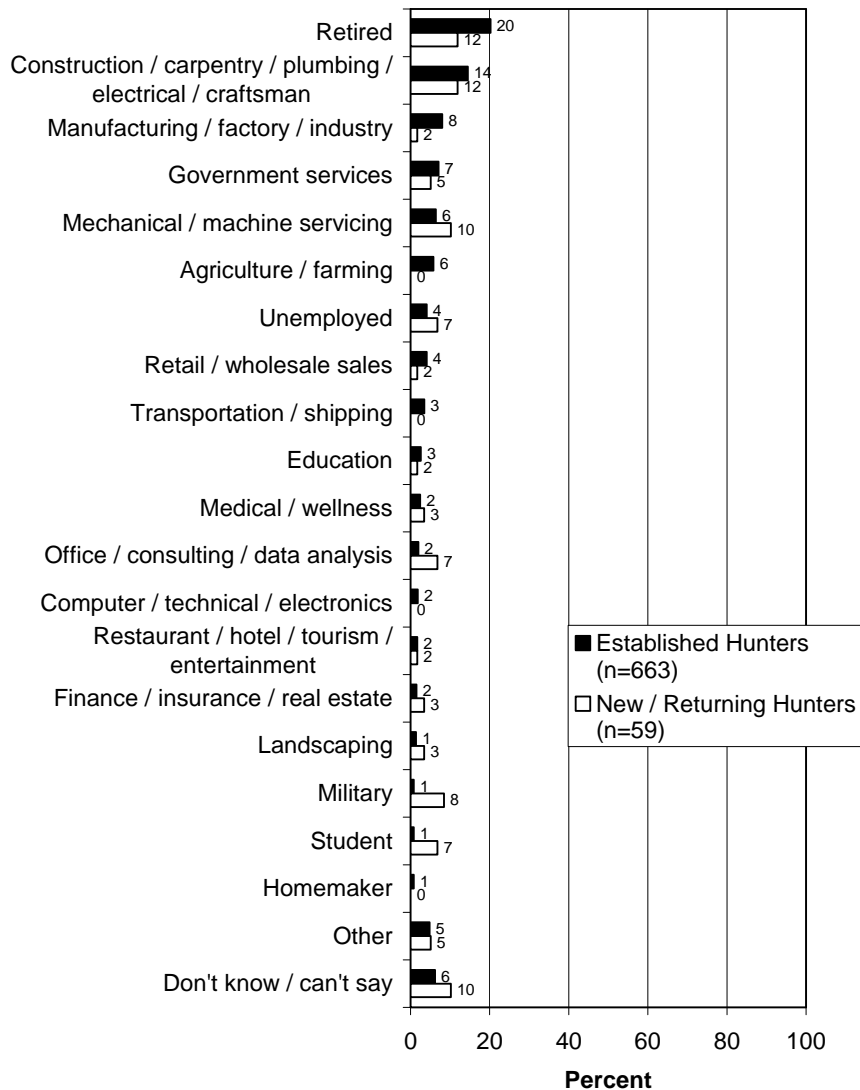 Retired
20
12
Construction / carpentry / plumbing /
electrical / craftsman
14
12
Manufacturing / factory / industry
8
2
Government services
7
5
Mechanical / machine servicing
6
10
Agriculture / farming
6
0
Unemployed
4
7
Retail / wholesale sales
4
2
Transportation / shipping
3
0
Education
3
2
Medical / wellness
2
3
Office / consulting / data analysis
2
7
Computer / technical / electronics
2
0
Restaurant / hotel / tourism /
entertainment
2
2
Finance / insurance / real estate
2
3
Landscaping
1
3
Military
1
8
Student
1
7
Homemaker
1
0
Other
5
5
Don't know / can't say
6
10
Established Hunters
(n=663)
New / Returning Hunters
(n=59)
0 20 40 60 80 100
Percent